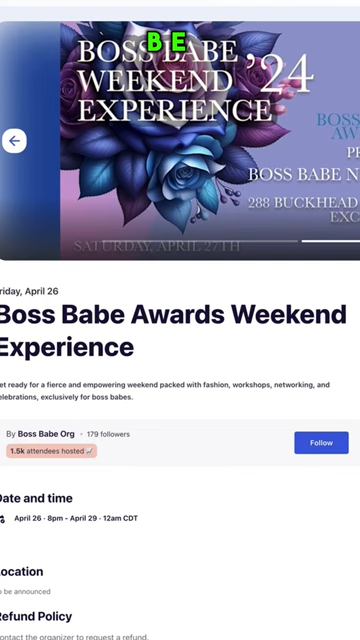 BE
BOSS BABE
WEEKEND '24
EXPERIENCE
BOSS
AW
PR
BOSS BABE N
288 BUCKHEAD
EXC
SATURDAY, APRIL 27TH
riday, April 26
Boss Babe Awards Weekend
Experience
et ready for a fierce and empowering weekend packed with fashion, workshops, networking, and
elebrations, exclusively for boss babes.
By Boss Babe Org · 179 followers
1.5k attendees hosted
Follow
Date and time
April 26 · 8pm - April 29 · 12am CDT
Location
o be announced
Refund Policy
ontact the organizer to request a refund.